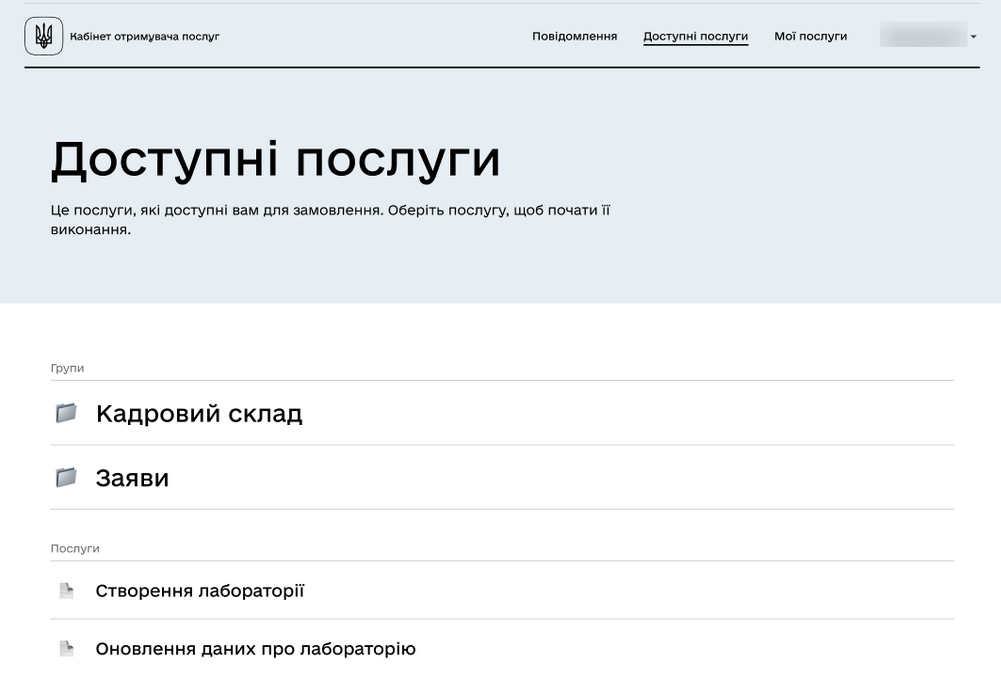 Кабінет отримувача послуг
Повідомлення
Доступні послуги
Мої послуги
Доступні послуги
Це послуги, які доступні вам для замовлення. Оберіть послугу, щоб почати її
виконання.
Групи
Кадровий склад
Заяви
Послуги
Створення лабораторії
Оновлення даних про лабораторію